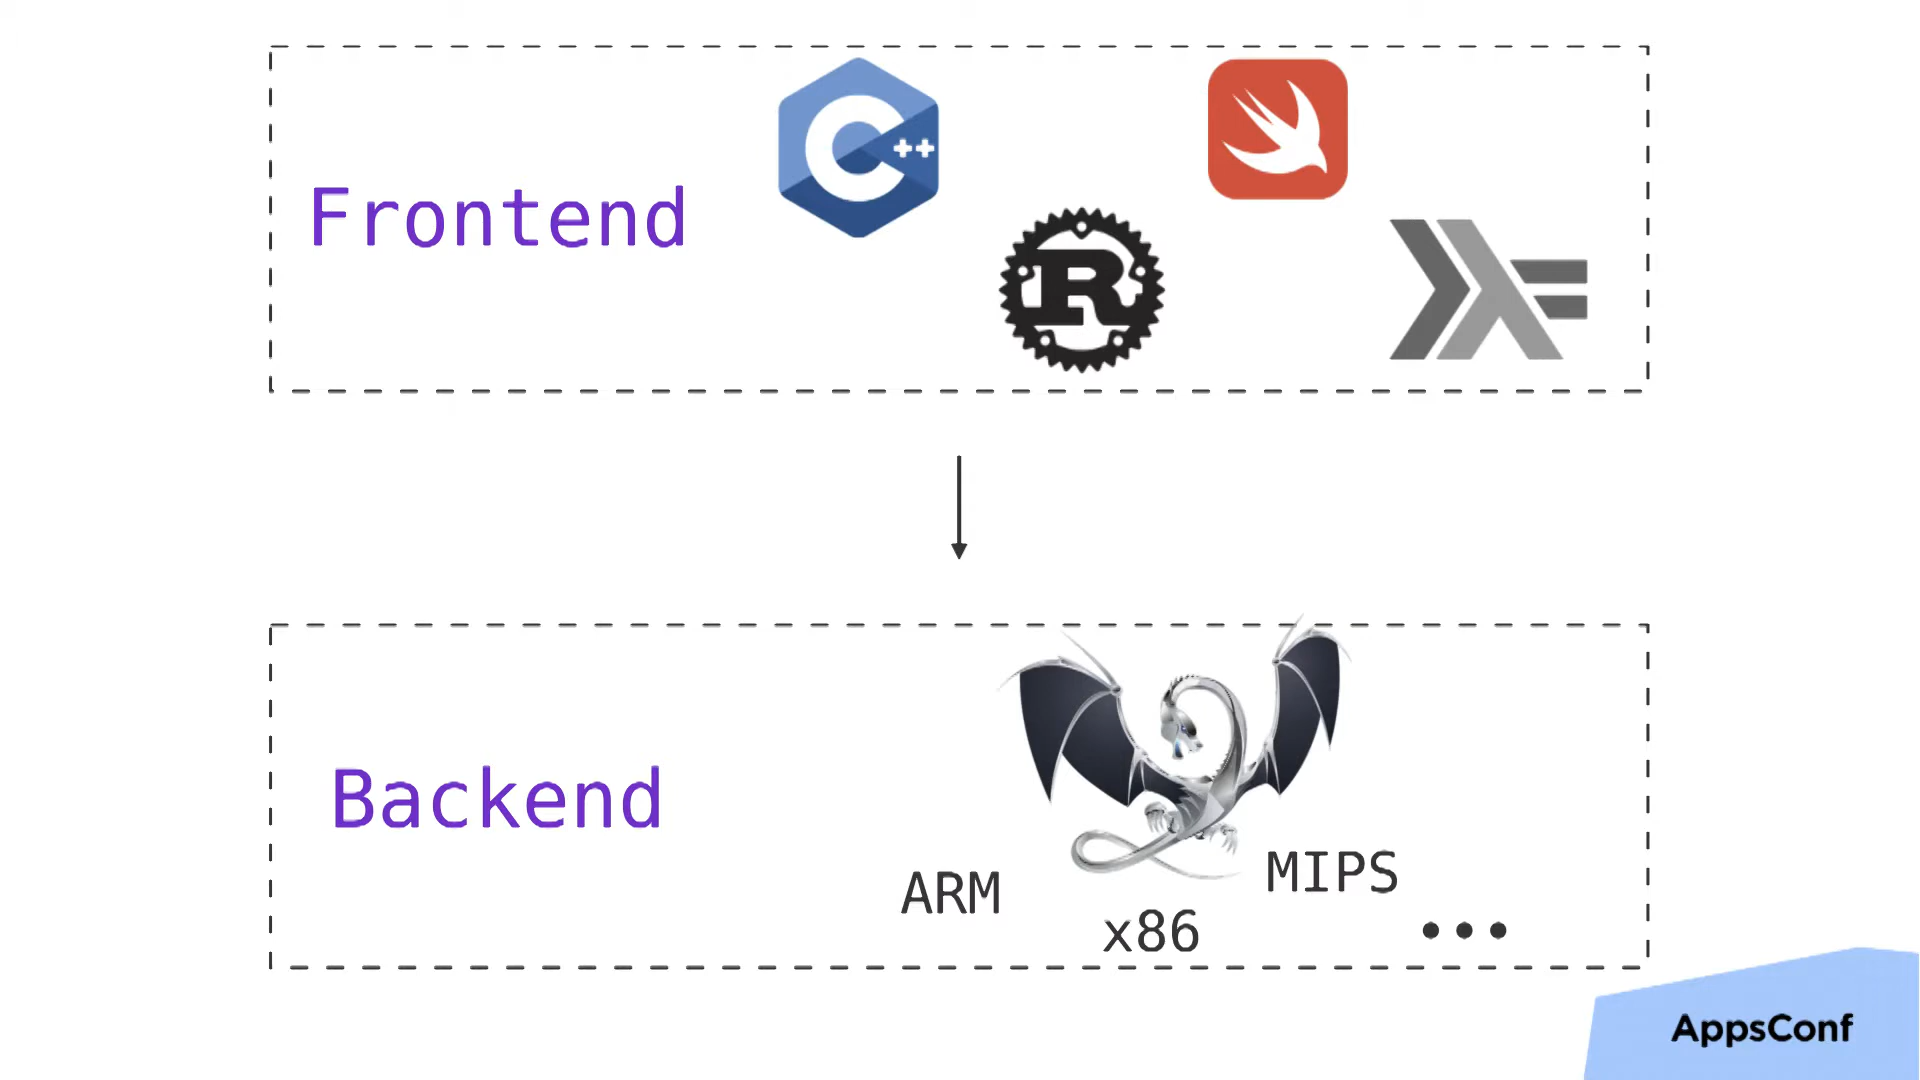 C++
Frontend
R
Backend
ARM
MIPS
x86
...
AppsConf